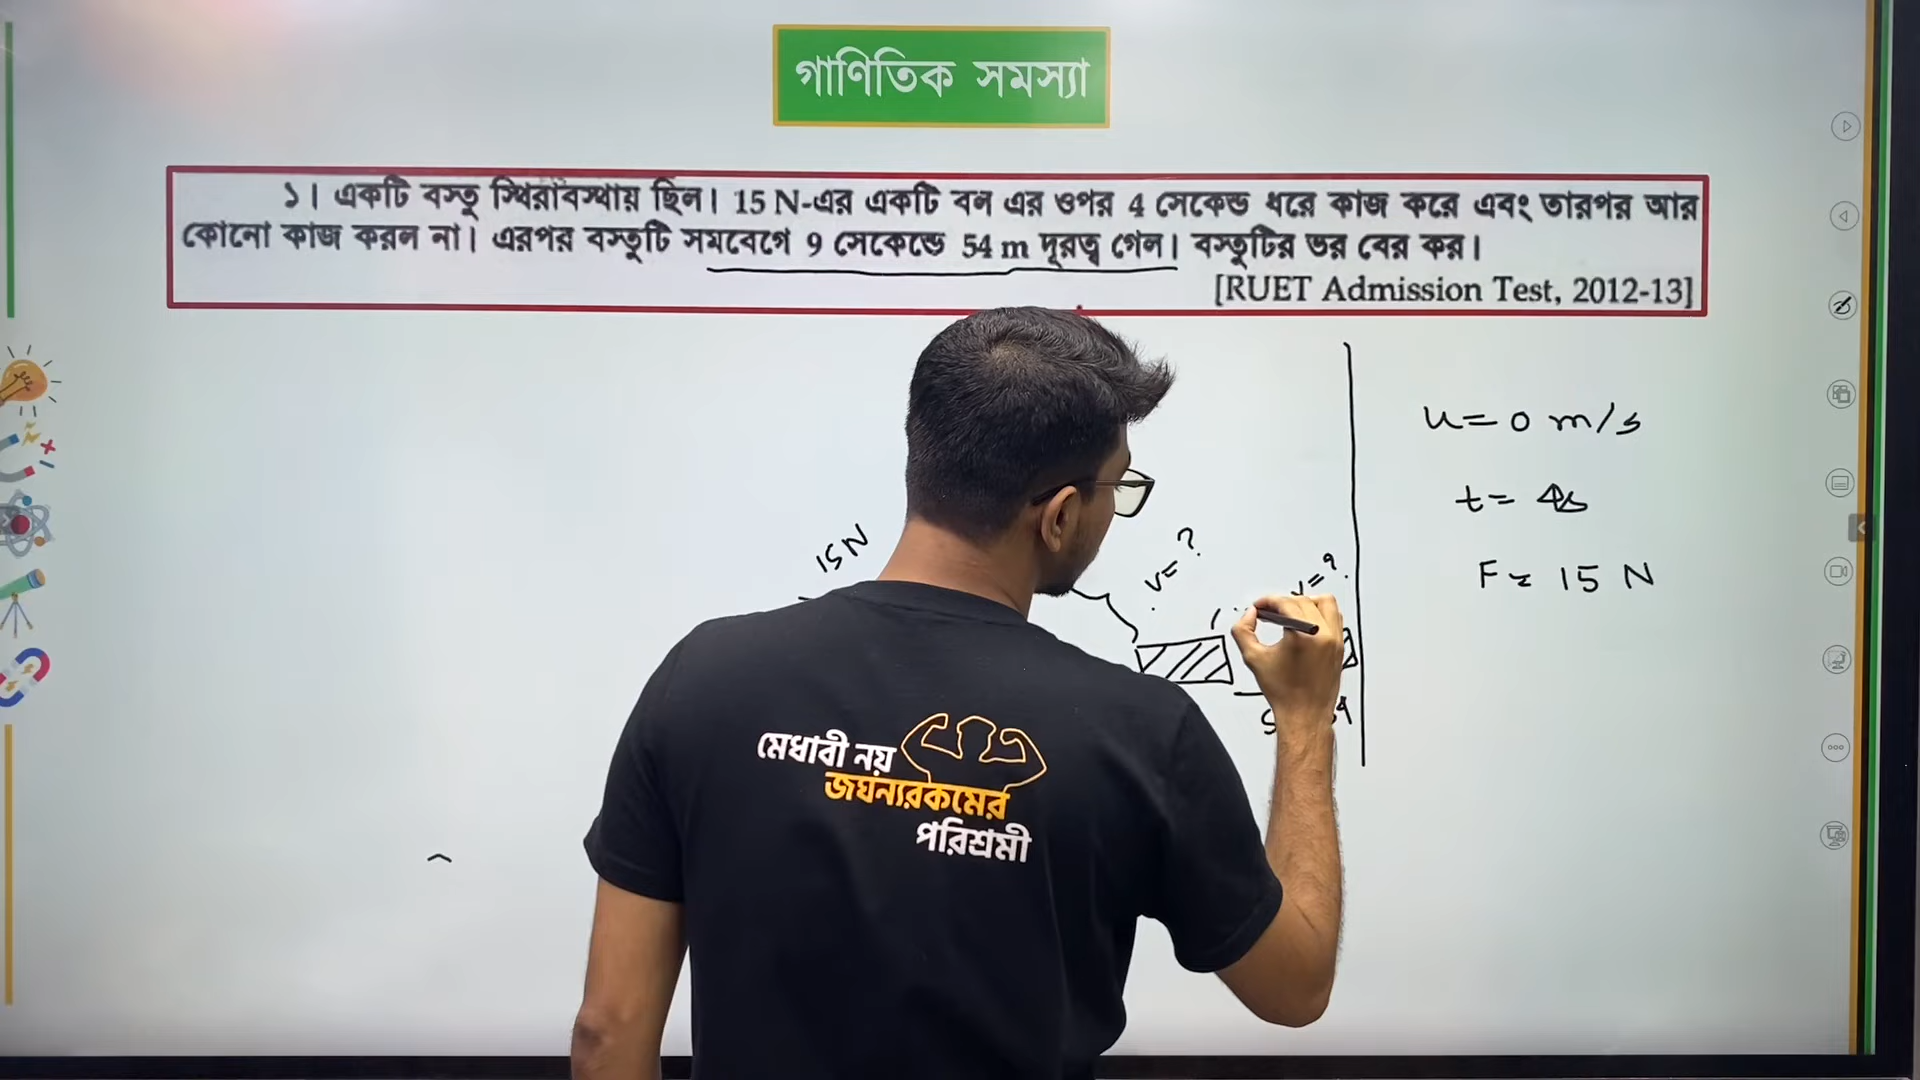 গাণিতিক সমস্যা
১। একটি বস্তু স্থিরাবস্থায় ছিল। 15 N-এর একটি বল এর ওপর 4 সেকেন্ড ধরে কাজ করে এবং তারপর আর
কোনো কাজ করল না। এরপর বস্তুটি সমবেগে 9 সেকেন্ডে 54 m দূরত্ব গেল। বস্তুটির ভর বের কর।
[RUET Admission Test, 2012-13]
u = 0 m/s
t = 4s
F = 15 N
15 N
v = ?
v = ?
মেধাবী নয়
জঘন্যরকমের
পরিশ্রমী